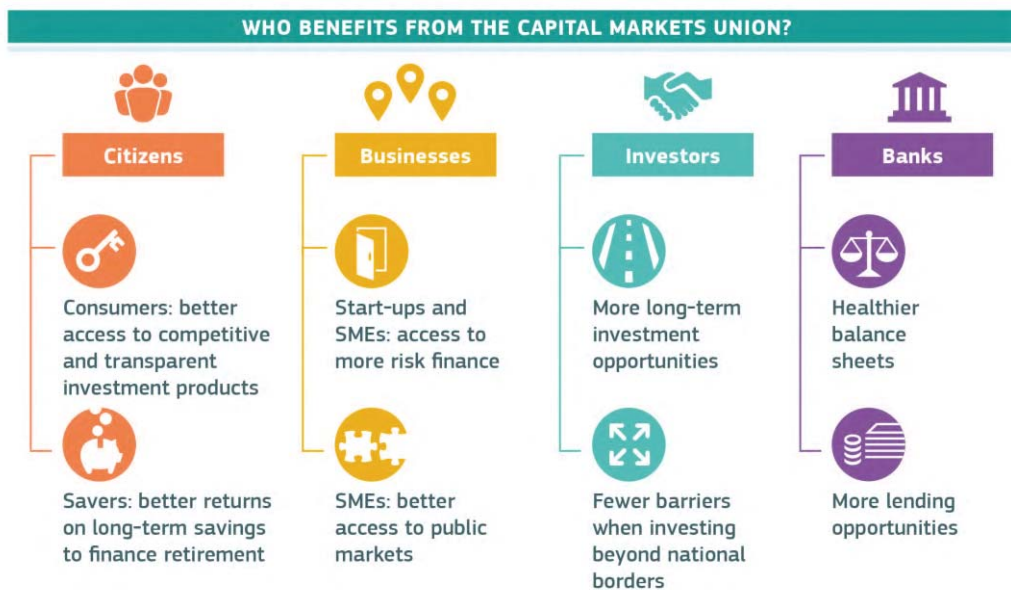 WHO BENEFITS FROM THE CAPITAL MARKETS UNION?
Citizens
Consumers: better
access to competitive
and transparent
investment products
Savers: better returns
on long-term savings
to finance retirement
Businesses
Start-ups and
SMEs: access to
more risk finance
SMEs: better
access to public
markets
Investors
More long-term
investment
opportunities
Fewer barriers
when investing
beyond national
borders
Banks
Healthier
balance
sheets
More lending
opportunities